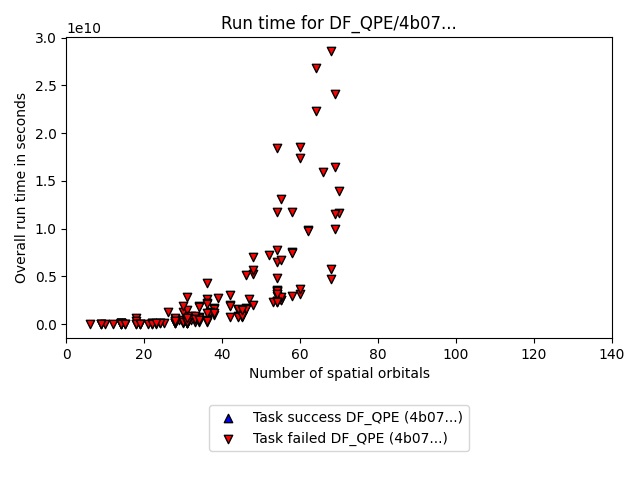 Run time for DF_QPE/4b07...
1e10
3.0
2.5
2.0
1.5
1.0
0.5
0.0
Overall run time in seconds
0 20 40 60 80 100 120 140
Number of spatial orbitals
Task success DF_QPE (4b07...)
Task failed DF_QPE (4b07...)